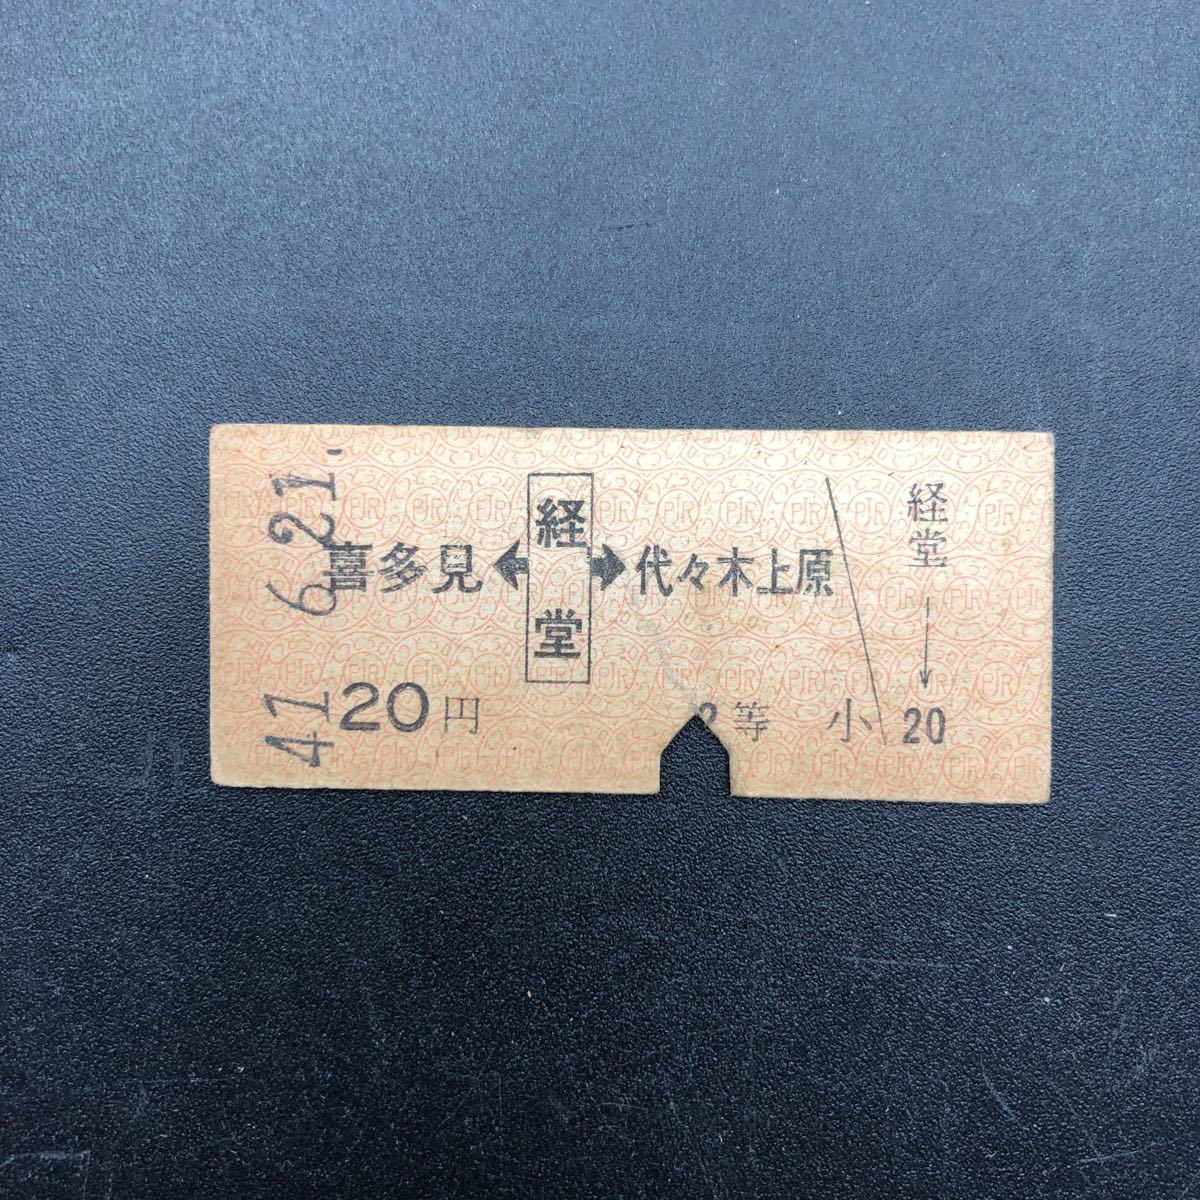 41. 6. 21.
喜多見 ← 経堂 → 代々木上原
20円 2等 小
経堂 → 20